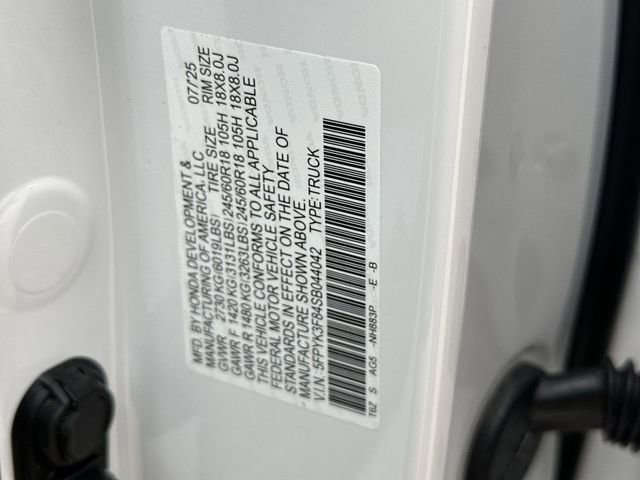 MFD. BY HONDA DEVELOPMENT & 07/'25
MANUFACTURING OF AMERICA, LLC
TIRE SIZE RIM SIZE
GVWR 2730 KG(6019LBS)
GAWR F 1420 KG(3131LBS) 245/60R18 105H 18X8.0J
GAWR R 1480 KG(3263LBS) 245/60R18 105H 18X8.0J
THIS VEHICLE CONFORMS TO ALL APPLICABLE
FEDERAL MOTOR VEHICLE SAFETY
STANDARDS IN EFFECT ON THE DATE OF
MANUFACTURE SHOWN ABOVE.
V.I.N. 5FPYK3F84SB044042 TYPE:TRUCK
T6Z S AG5 -NH883P -E -B